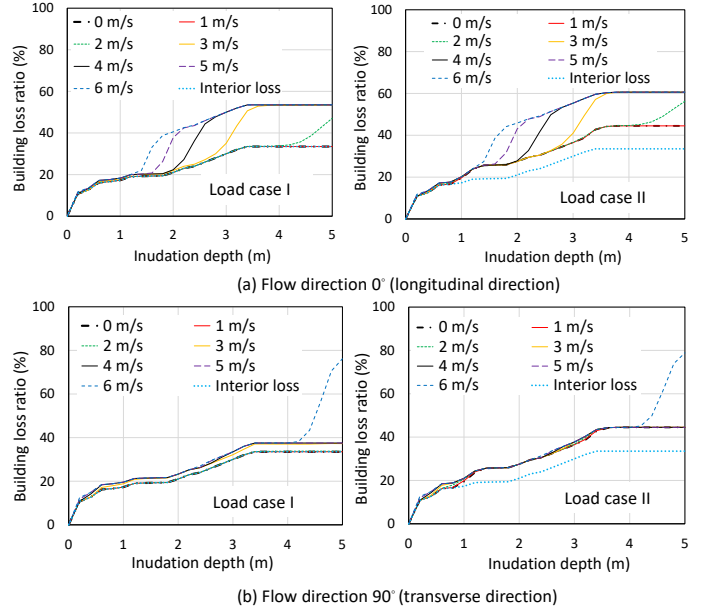 100
80
60
40
20
0
Building loss ratio (%)
0 m/s 1 m/s
2 m/s 3 m/s
4 m/s 5 m/s
6 m/s Interior loss
Load case I
0 1 2 3 4 5
Inudation depth (m)
100
80
60
40
20
0
Building loss ratio (%)
0 m/s 1 m/s
2 m/s 3 m/s
4 m/s 5 m/s
6 m/s Interior loss
Load case II
0 1 2 3 4 5
Inudation depth (m)
(a) Flow direction 0° (longitudinal direction)
100
80
60
40
20
0
Building loss ratio (%)
0 m/s 1 m/s
2 m/s 3 m/s
4 m/s 5 m/s
6 m/s Interior loss
Load case I
0 1 2 3 4 5
Inudation depth (m)
100
80
60
40
20
0
Building loss ratio (%)
0 m/s 1 m/s
2 m/s 3 m/s
4 m/s 5 m/s
6 m/s Interior loss
Load case II
0 1 2 3 4 5
Inudation depth (m)
(b) Flow direction 90° (transverse direction)